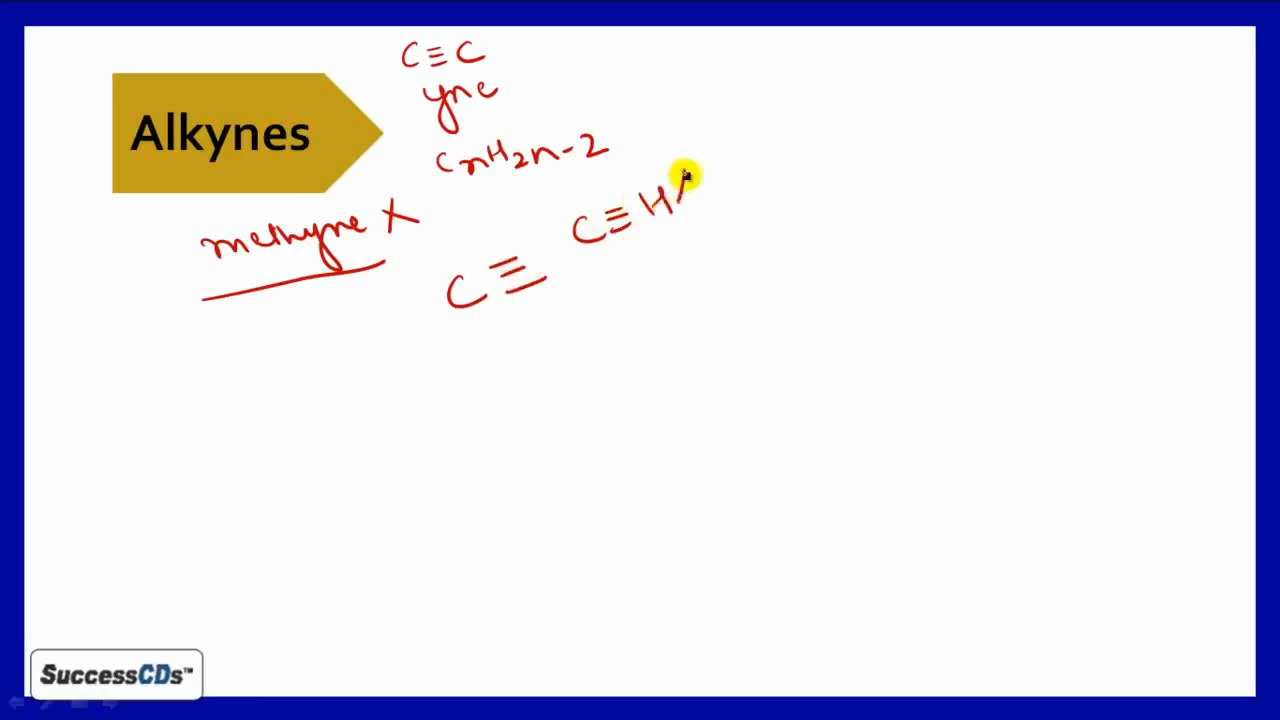 C≡C
Alkynes
yne
CnH2n-2
methyne X
C≡H
C≡
SuccessCDs™